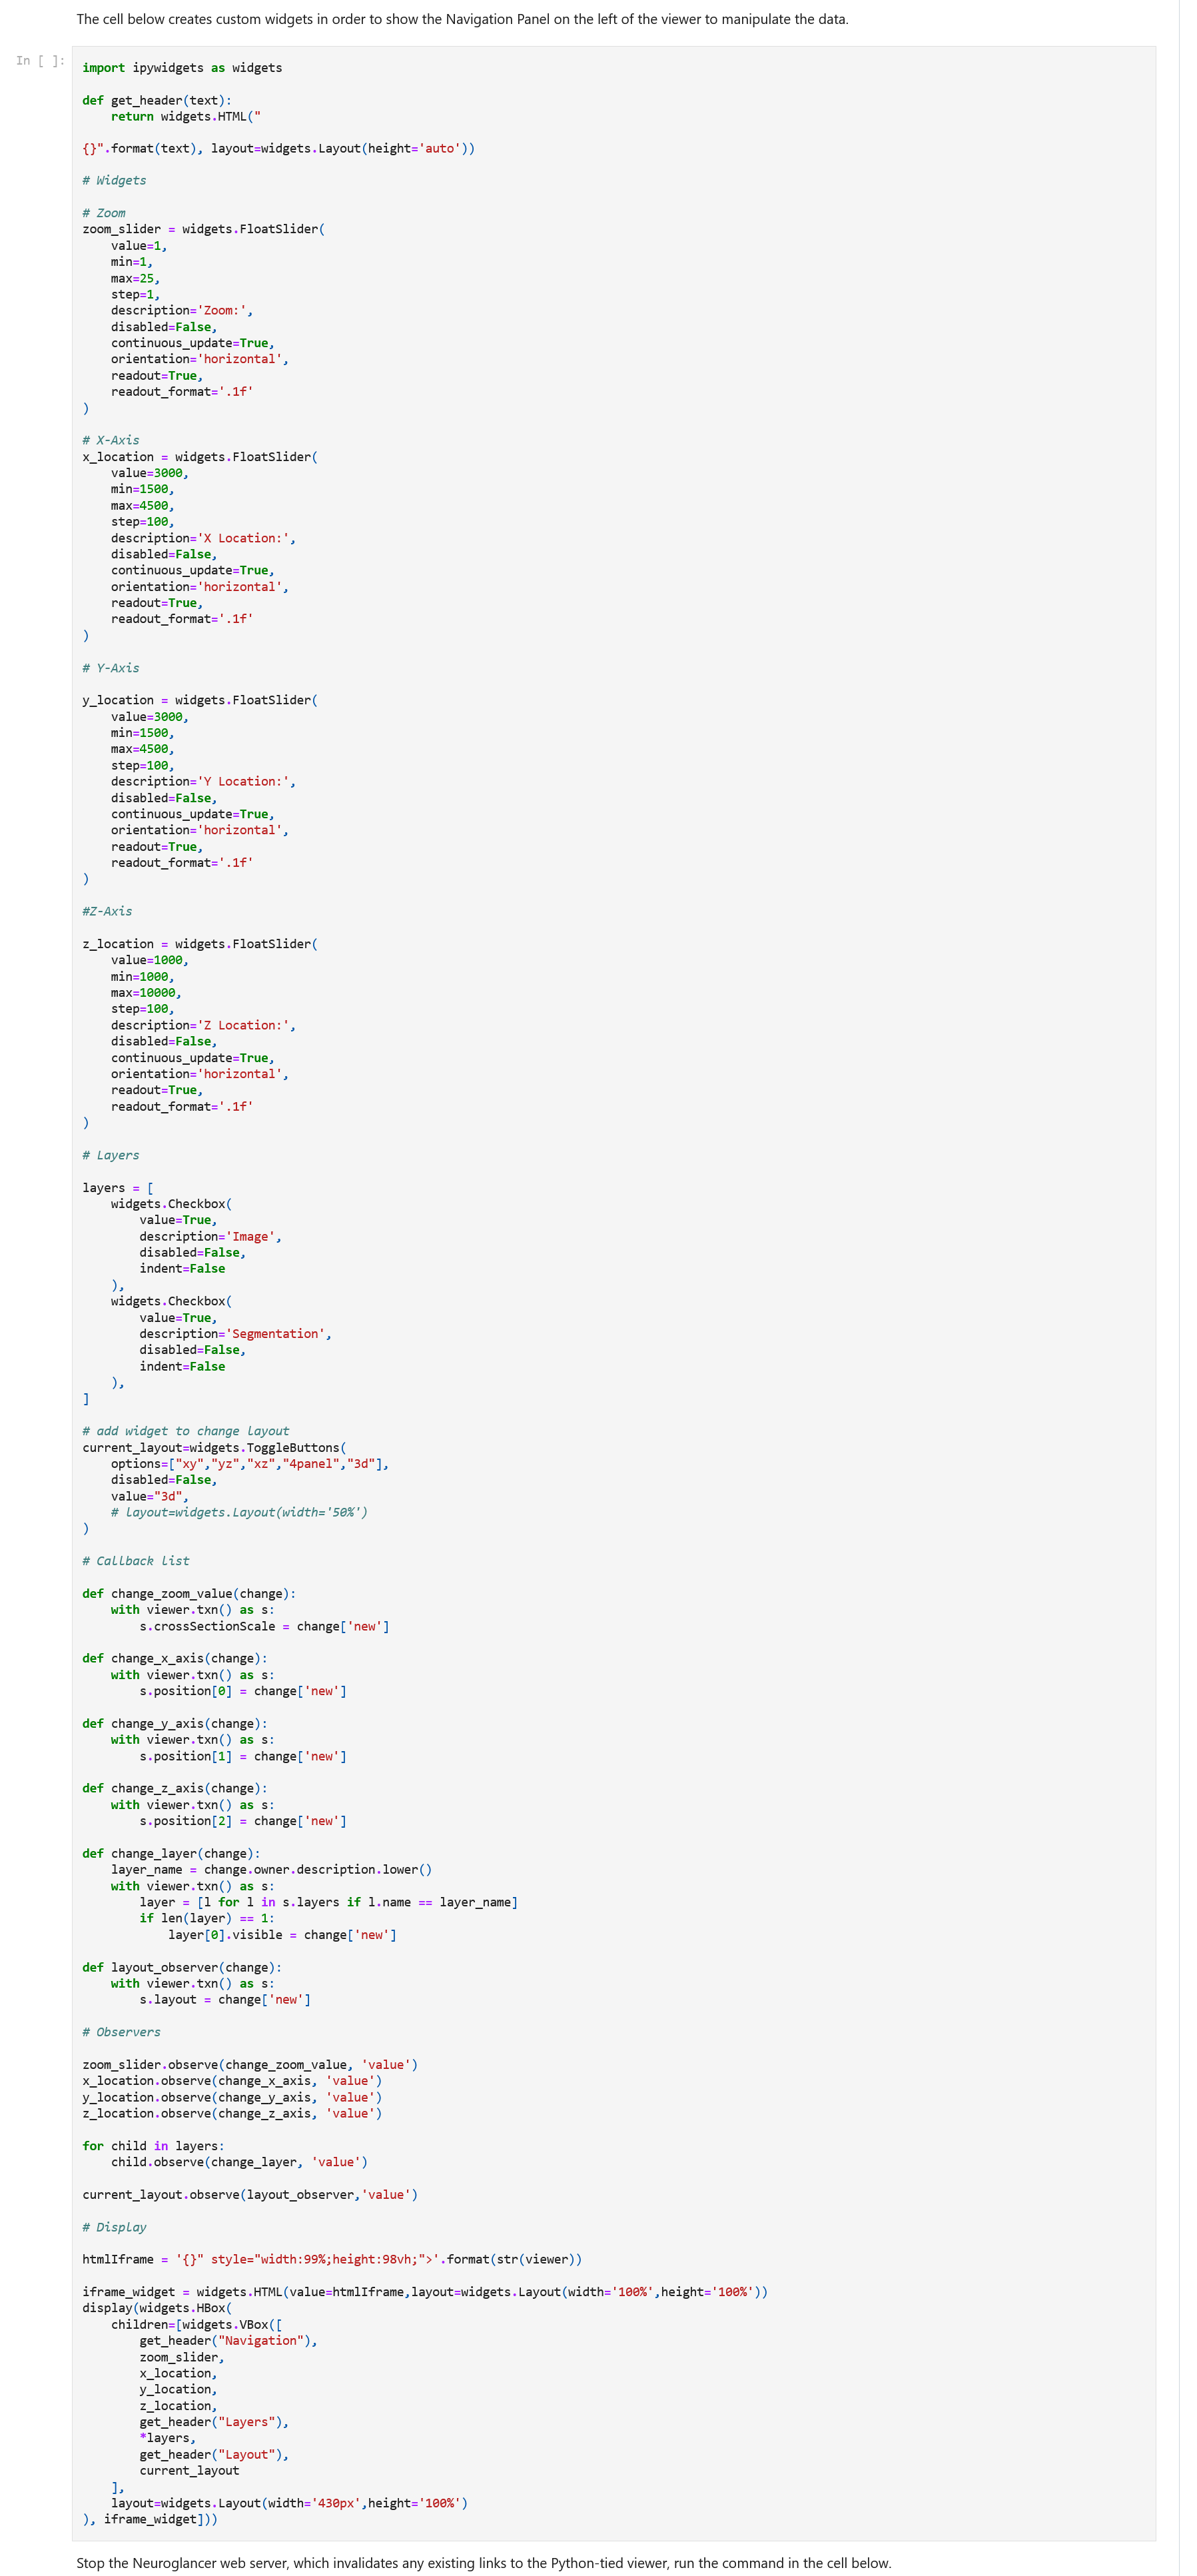 The cell below creates custom widgets in order to show the Navigation Panel on the left of the viewer to manipulate the data.
In [ ]:
import ipywidgets as widgets

def get_header(text):
    return widgets.HTML("

{}".format(text), layout=widgets.Layout(height='auto'))

# Widgets

# Zoom
zoom_slider = widgets.FloatSlider(
    value=1,
    min=1,
    max=25,
    step=1,
    description='Zoom:',
    disabled=False,
    continuous_update=True,
    orientation='horizontal',
    readout=True,
    readout_format='.1f'
)

# X-Axis
x_location = widgets.FloatSlider(
    value=3000,
    min=1500,
    max=4500,
    step=100,
    description='X Location:',
    disabled=False,
    continuous_update=True,
    orientation='horizontal',
    readout=True,
    readout_format='.1f'
)

# Y-Axis

y_location = widgets.FloatSlider(
    value=3000,
    min=1500,
    max=4500,
    step=100,
    description='Y Location:',
    disabled=False,
    continuous_update=True,
    orientation='horizontal',
    readout=True,
    readout_format='.1f'
)

#Z-Axis

z_location = widgets.FloatSlider(
    value=1000,
    min=1000,
    max=10000,
    step=100,
    description='Z Location:',
    disabled=False,
    continuous_update=True,
    orientation='horizontal',
    readout=True,
    readout_format='.1f'
)

# Layers

layers = [
    widgets.Checkbox(
        value=True,
        description='Image',
        disabled=False,
        indent=False
    ),
    widgets.Checkbox(
        value=True,
        description='Segmentation',
        disabled=False,
        indent=False
    ),
]

# add widget to change layout
current_layout=widgets.ToggleButtons(
    options=["xy","yz","xz","4panel","3d"],
    disabled=False,
    value="3d",
    # layout=widgets.Layout(width='50%')
)

# Callback list

def change_zoom_value(change):
    with viewer.txn() as s:
        s.crossSectionScale = change['new']

def change_x_axis(change):
    with viewer.txn() as s:
        s.position[0] = change['new']

def change_y_axis(change):
    with viewer.txn() as s:
        s.position[1] = change['new']

def change_z_axis(change):
    with viewer.txn() as s:
        s.position[2] = change['new']

def change_layer(change):
    layer_name = change.owner.description.lower()
    with viewer.txn() as s:
        layer = [l for l in s.layers if l.name == layer_name]
        if len(layer) == 1:
            layer[0].visible = change['new']

def layout_observer(change):
    with viewer.txn() as s:
        s.layout = change['new']

# Observers

zoom_slider.observe(change_zoom_value, 'value')
x_location.observe(change_x_axis, 'value')
y_location.observe(change_y_axis, 'value')
z_location.observe(change_z_axis, 'value')

for child in layers:
    child.observe(change_layer, 'value')

current_layout.observe(layout_observer,'value')

# Display

htmlIframe = '{}" style="width:99%;height:98vh;">'.format(str(viewer))

iframe_widget = widgets.HTML(value=htmlIframe,layout=widgets.Layout(width='100%',height='100%'))
display(widgets.HBox(
    children=[widgets.VBox([
        get_header("Navigation"),
        zoom_slider,
        x_location,
        y_location,
        z_location,
        get_header("Layers"),
        *layers,
        get_header("Layout"),
        current_layout
    ],
    layout=widgets.Layout(width='430px',height='100%')
), iframe_widget]))
Stop the Neuroglancer web server, which invalidates any existing links to the Python-tied viewer, run the command in the cell below.